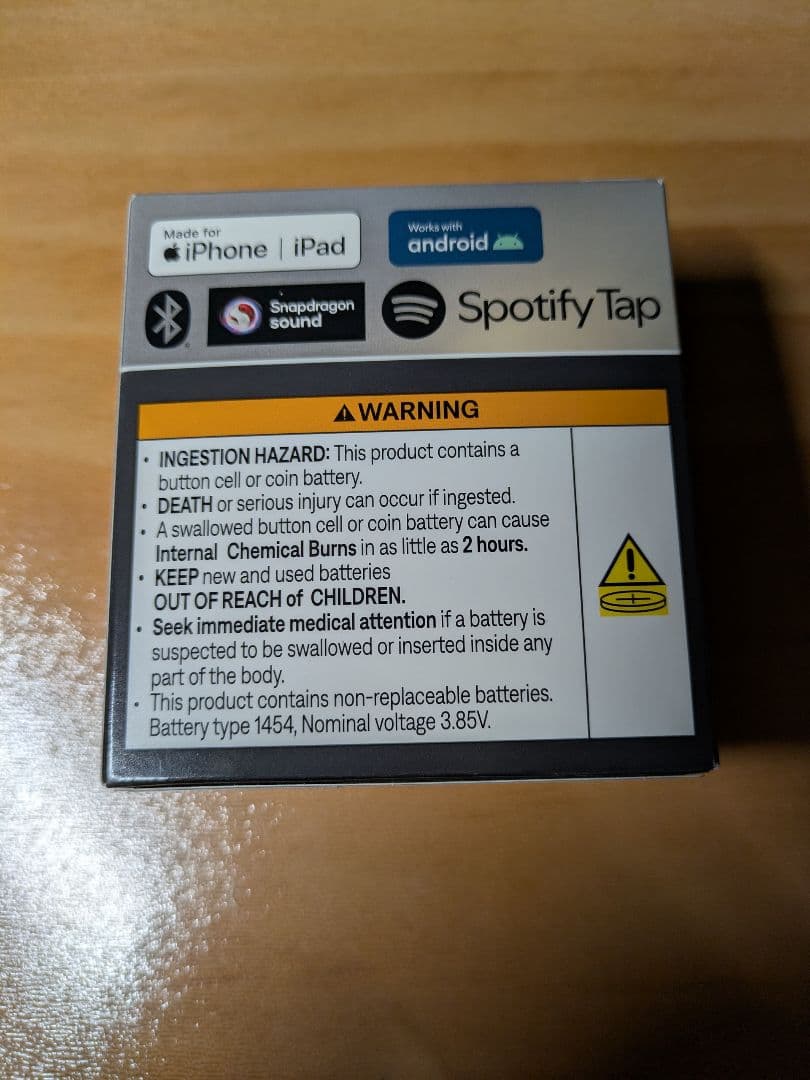 Made for
iPhone | iPad
Works with
android
Snapdragon
sound
Spotify Tap
WARNING
• INGESTION HAZARD: This product contains a
button cell or coin battery.
• DEATH or serious injury can occur if ingested.
• A swallowed button cell or coin battery can cause
Internal Chemical Burns in as little as 2 hours.
• KEEP new and used batteries
OUT OF REACH of CHILDREN.
• Seek immediate medical attention if a battery is
suspected to be swallowed or inserted inside any
part of the body.
• This product contains non-replaceable batteries.
Battery type 1454, Nominal voltage 3.85V.